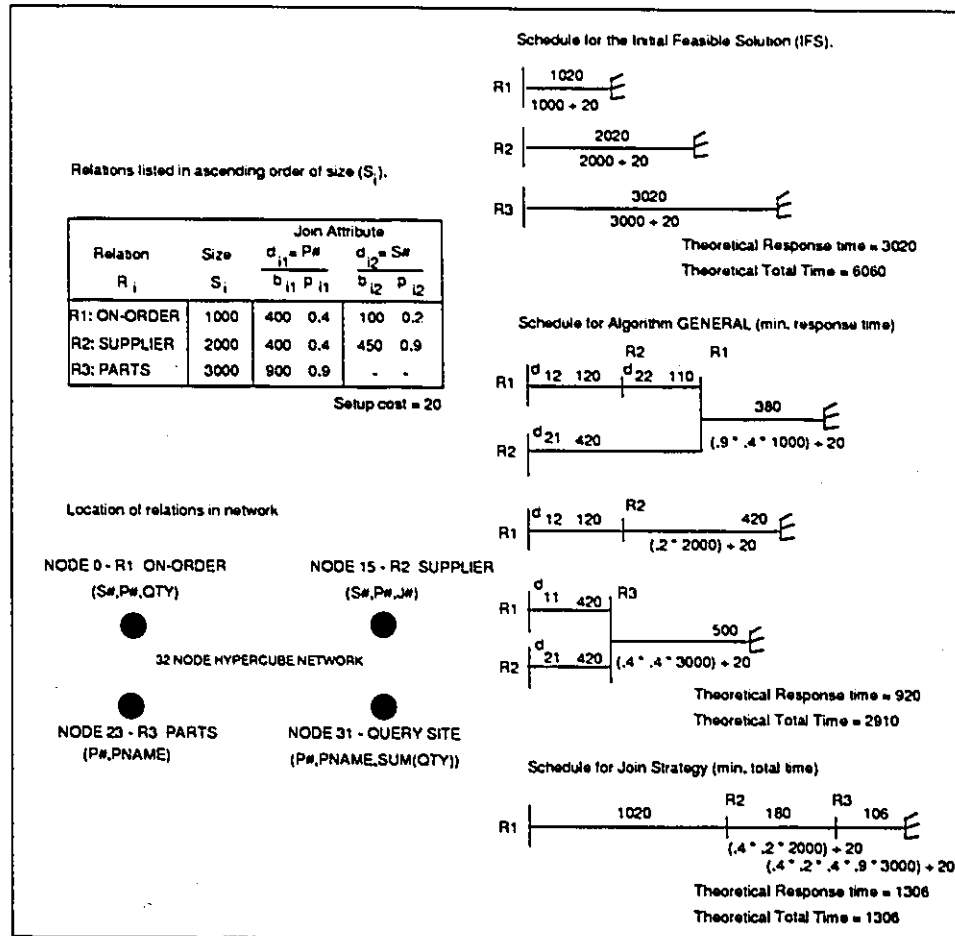 Schedule for the Initial Feasible Solution (IFS).
R1 1020
1000 + 20
R2 2020
2000 + 20
R3 3020
3000 + 20
Theoretical Response time = 3020
Theoretical Total Time = 6060
Relations listed in ascending order of size (Si).
Join Attribute
Relation Size di1= P# di2= S#
Ri Si bi1 pi1 bi2 pi2
R1: ON-ORDER 1000 400 0.4 100 0.2
R2: SUPPLIER 2000 400 0.4 450 0.9
R3: PARTS 3000 900 0.9 - -
Setup cost = 20
Schedule for Algorithm GENERAL (min. response time)
R2 R1
R1 d12 120 d22 110
380
(.9 * .4 * 1000) + 20
R2 d21 420
R2
R1 d12 120 420
(.2 * 2000) + 20
R1 d11 420 R3
500
R2 d21 420 (.4 * .4 * 3000) + 20
Theoretical Response time = 920
Theoretical Total Time = 2910
Location of relations in network
NODE 0 - R1 ON-ORDER NODE 15 - R2 SUPPLIER
(S#,P#,QTY) (S#,P#,J#)
32 NODE HYPERCUBE NETWORK
NODE 23 - R3 PARTS NODE 31 - QUERY SITE
(P#,PNAME) (P#,PNAME,SUM(QTY))
Schedule for Join Strategy (min. total time)
R2 R3
R1 1020 180 106
(.4 * .2 * 2000) + 20
(.4 * .2 * .4 * .9 * 3000) + 20
Theoretical Response time = 1306
Theoretical Total Time = 1306